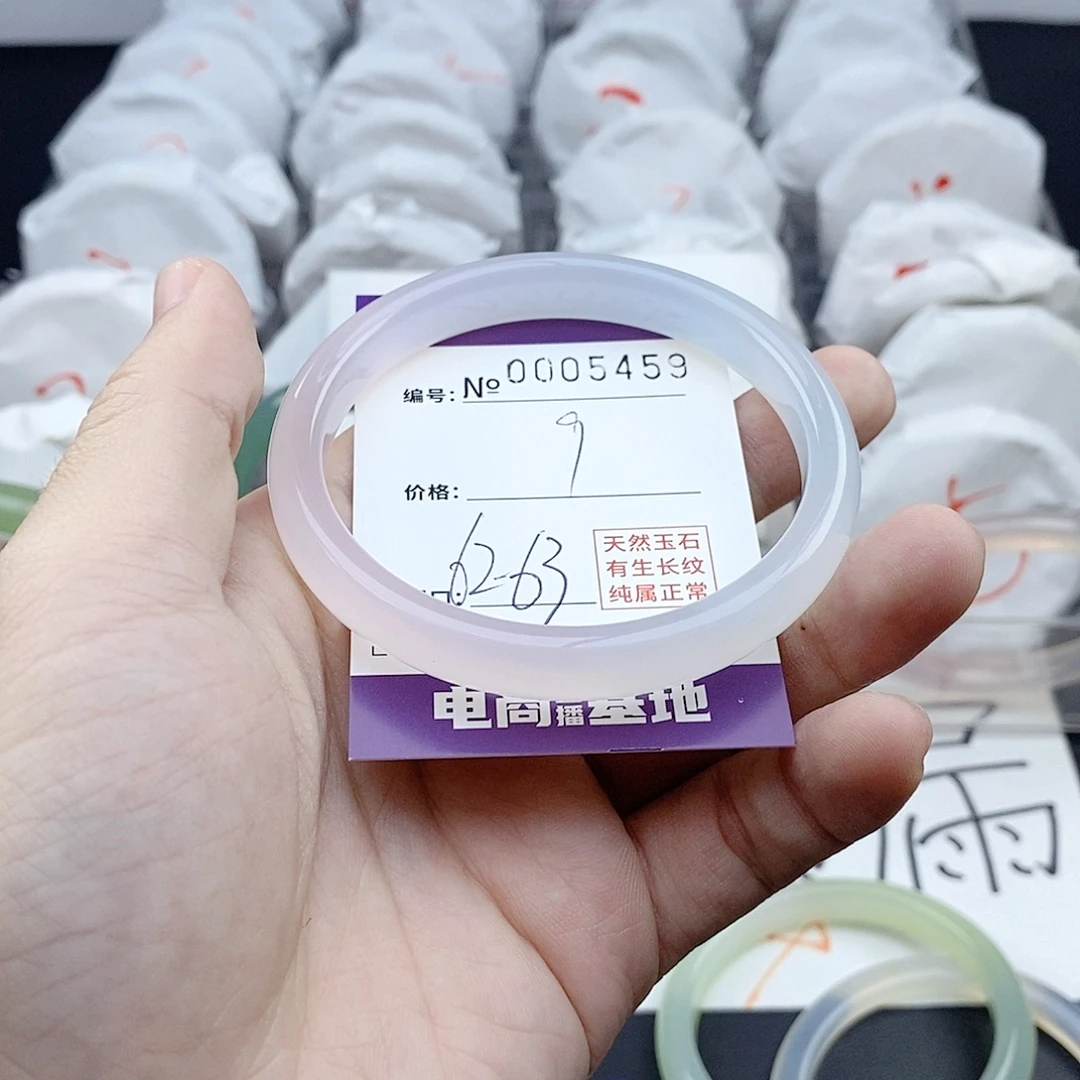 编号: №0005459
价格: 9
62-63
天然玉石
有生长纹
纯属正常
电商播基地
雨